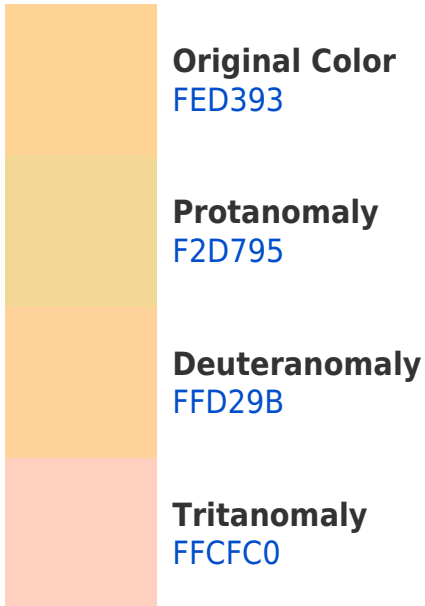 Original Color
FED393
Protanomaly
F2D795
Deuteranomaly
FFD29B
Tritanomaly
FFCFC0